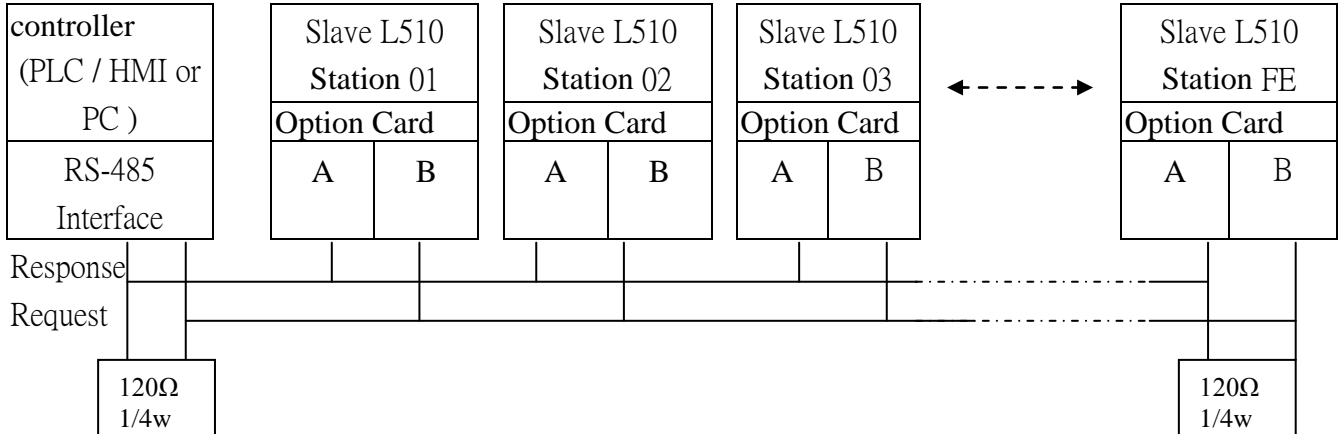 controller
(PLC / HMI or
PC )
RS-485
Interface
Slave L510
Station 01
Option Card
A B
Slave L510
Station 02
Option Card
A B
Slave L510
Station 03
Option Card
A B
Slave L510
Station FE
Option Card
A B
Response
Request
120Ω
1/4w
120Ω
1/4w